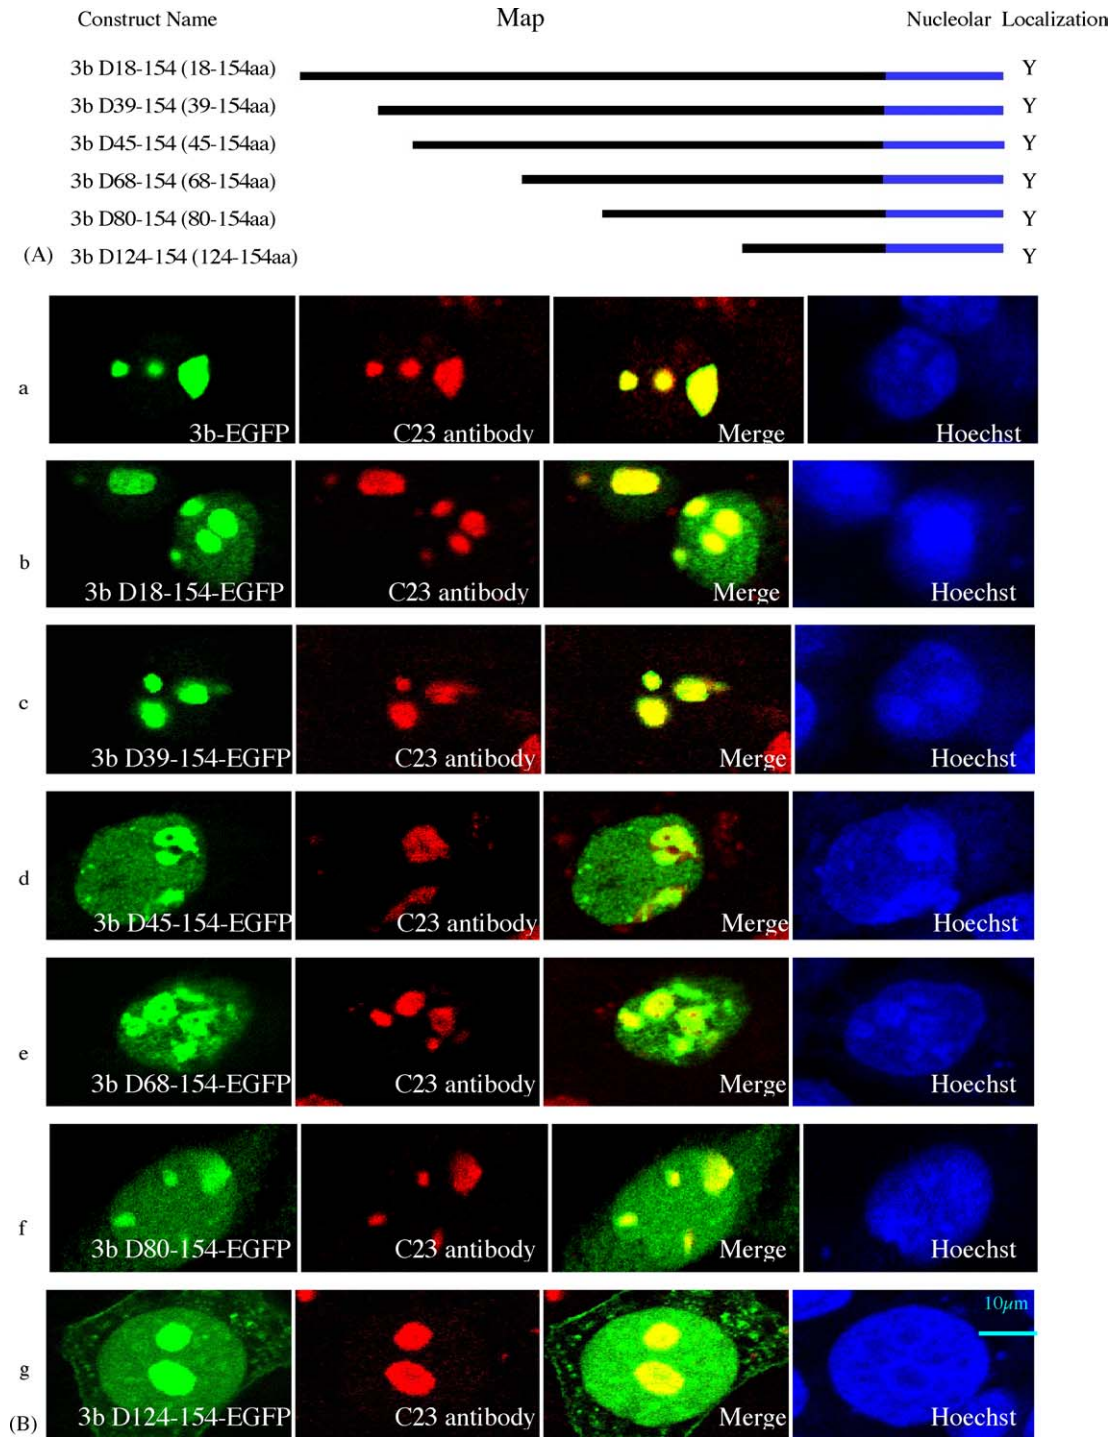 Construct Name Map Nucleolar Localization
3b D18-154 (18-154aa) Y
3b D39-154 (39-154aa) Y
3b D45-154 (45-154aa) Y
3b D68-154 (68-154aa) Y
3b D80-154 (80-154aa) Y
(A) 3b D124-154 (124-154aa) Y
a 3b-EGFP C23 antibody Merge Hoechst
b 3b D18-154-EGFP C23 antibody Merge Hoechst
c 3b D39-154-EGFP C23 antibody Merge Hoechst
d 3b D45-154-EGFP C23 antibody Merge Hoechst
e 3b D68-154-EGFP C23 antibody Merge Hoechst
f 3b D80-154-EGFP C23 antibody Merge Hoechst
10μm
g 3b D124-154-EGFP C23 antibody Merge Hoechst
(B)